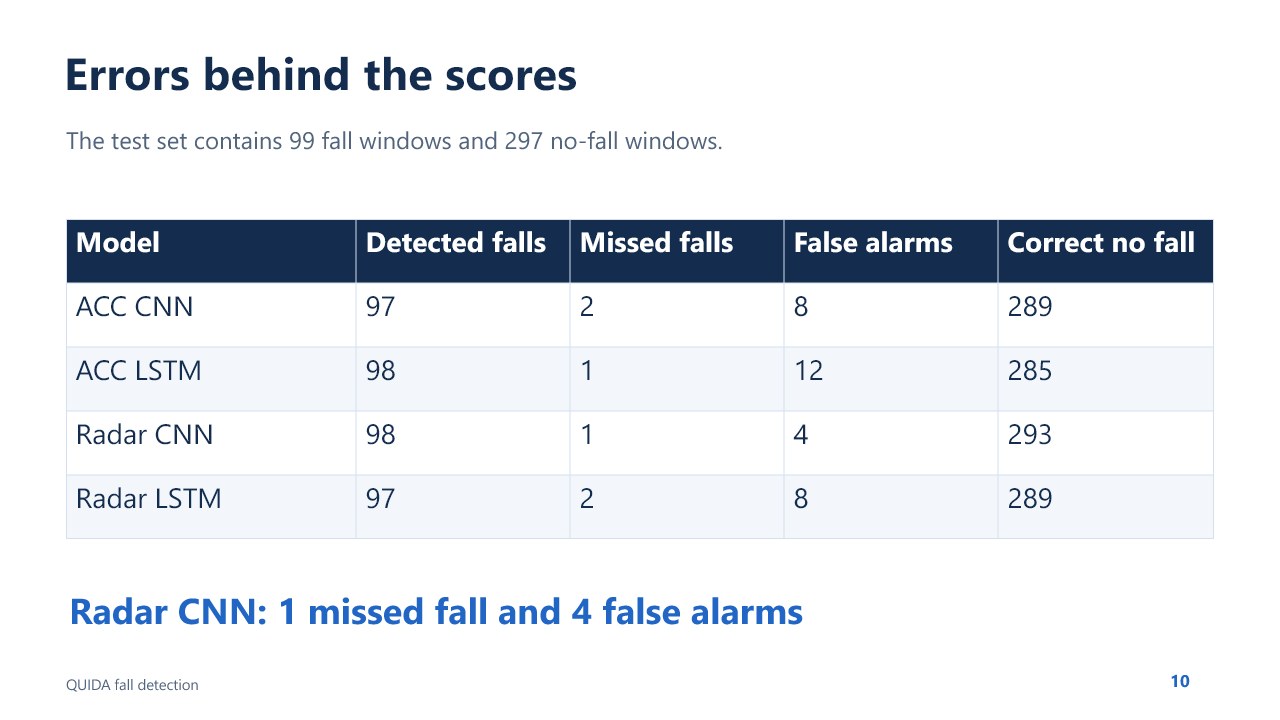 Errors behind the scores
The test set contains 99 fall windows and 297 no-fall windows.
Model Detected falls Missed falls False alarms Correct no fall
ACC CNN 97 2 8 289
ACC LSTM 98 1 12 285
Radar CNN 98 1 4 293
Radar LSTM 97 2 8 289
Radar CNN: 1 missed fall and 4 false alarms
QUIDA fall detection 10